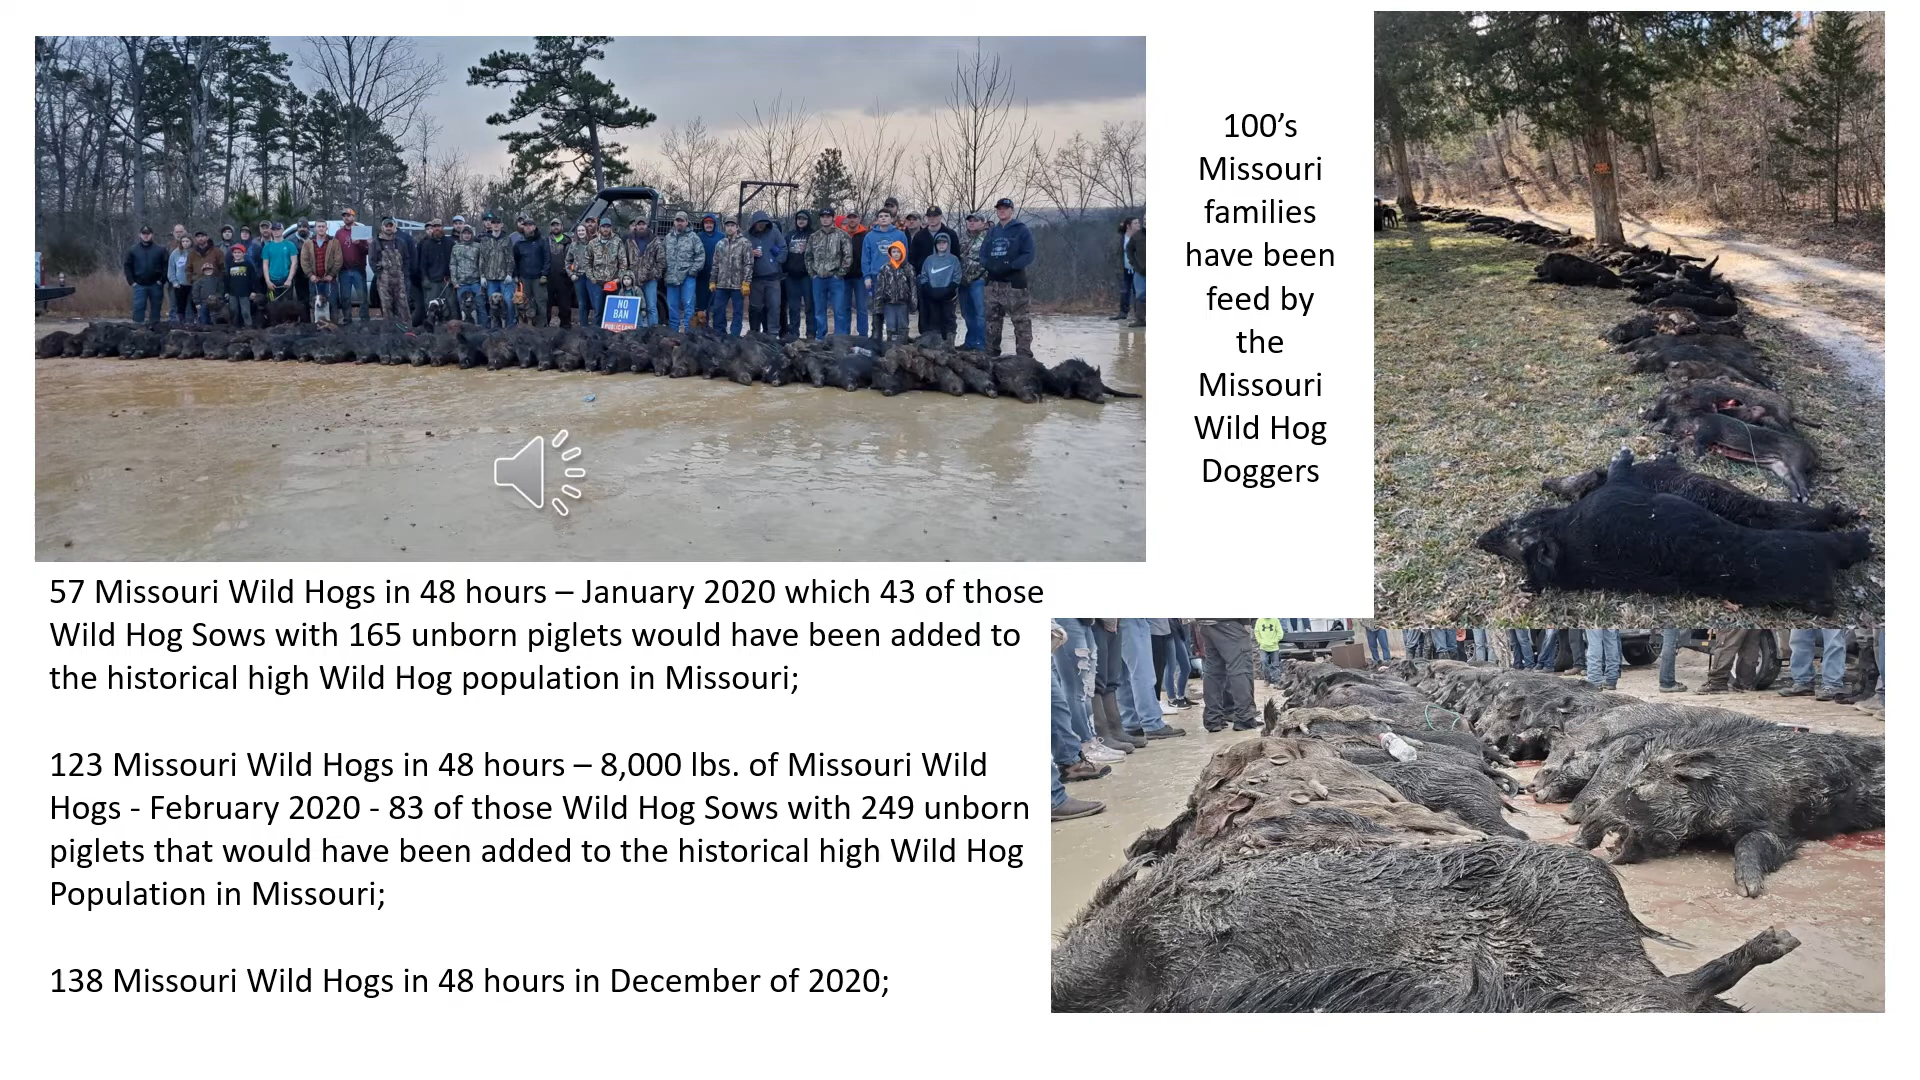 NO
BAN
100’s
Missouri
families
have been
feed by
the
Missouri
Wild Hog
Doggers
57 Missouri Wild Hogs in 48 hours – January 2020 which 43 of those
Wild Hog Sows with 165 unborn piglets would have been added to
the historical high Wild Hog population in Missouri;
123 Missouri Wild Hogs in 48 hours – 8,000 lbs. of Missouri Wild
Hogs - February 2020 - 83 of those Wild Hog Sows with 249 unborn
piglets that would have been added to the historical high Wild Hog
Population in Missouri;
138 Missouri Wild Hogs in 48 hours in December of 2020;